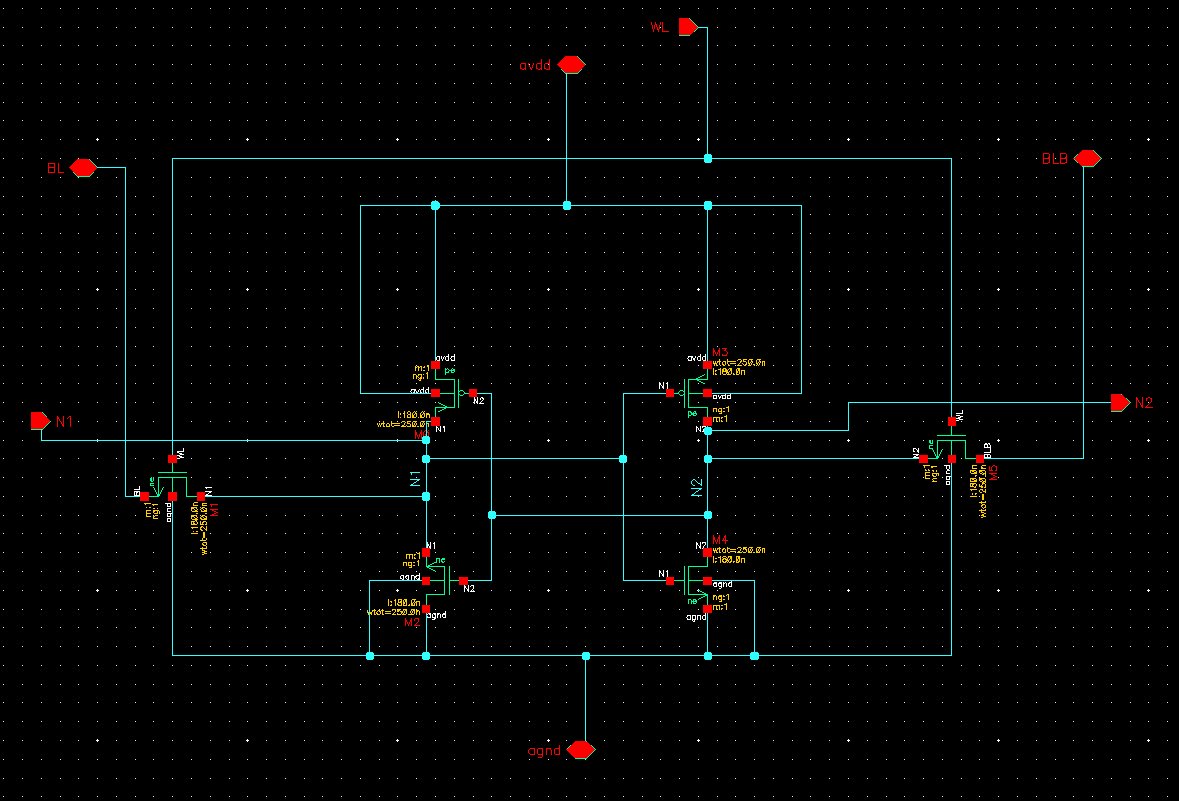 WL
avdd
BL
BLB
avdd
m:1
ng:1
pe
avdd
N2
l:180.0n
wtot=250.0n
N1
M3
avdd
wtot=250.0n
l:180.0n
N1
avdd
pe
ng:1
m:1
N2
N1
N2
WL
ne
BL
N1
m:1
ng:1
agnd
l:180.0n
wtot=250.0n
M1
N1
N2
WL
ne
N2
BLB
m:1
ng:1
agnd
l:180.0n
wtot=250.0n
M5
N1
m:1
ng:1
ne
agnd
N2
l:180.0n
wtot=250.0n
agnd
M2
M4
N2
wtot=250.0n
l:180.0n
N1
agnd
ne
ng:1
m:1
agnd
agnd